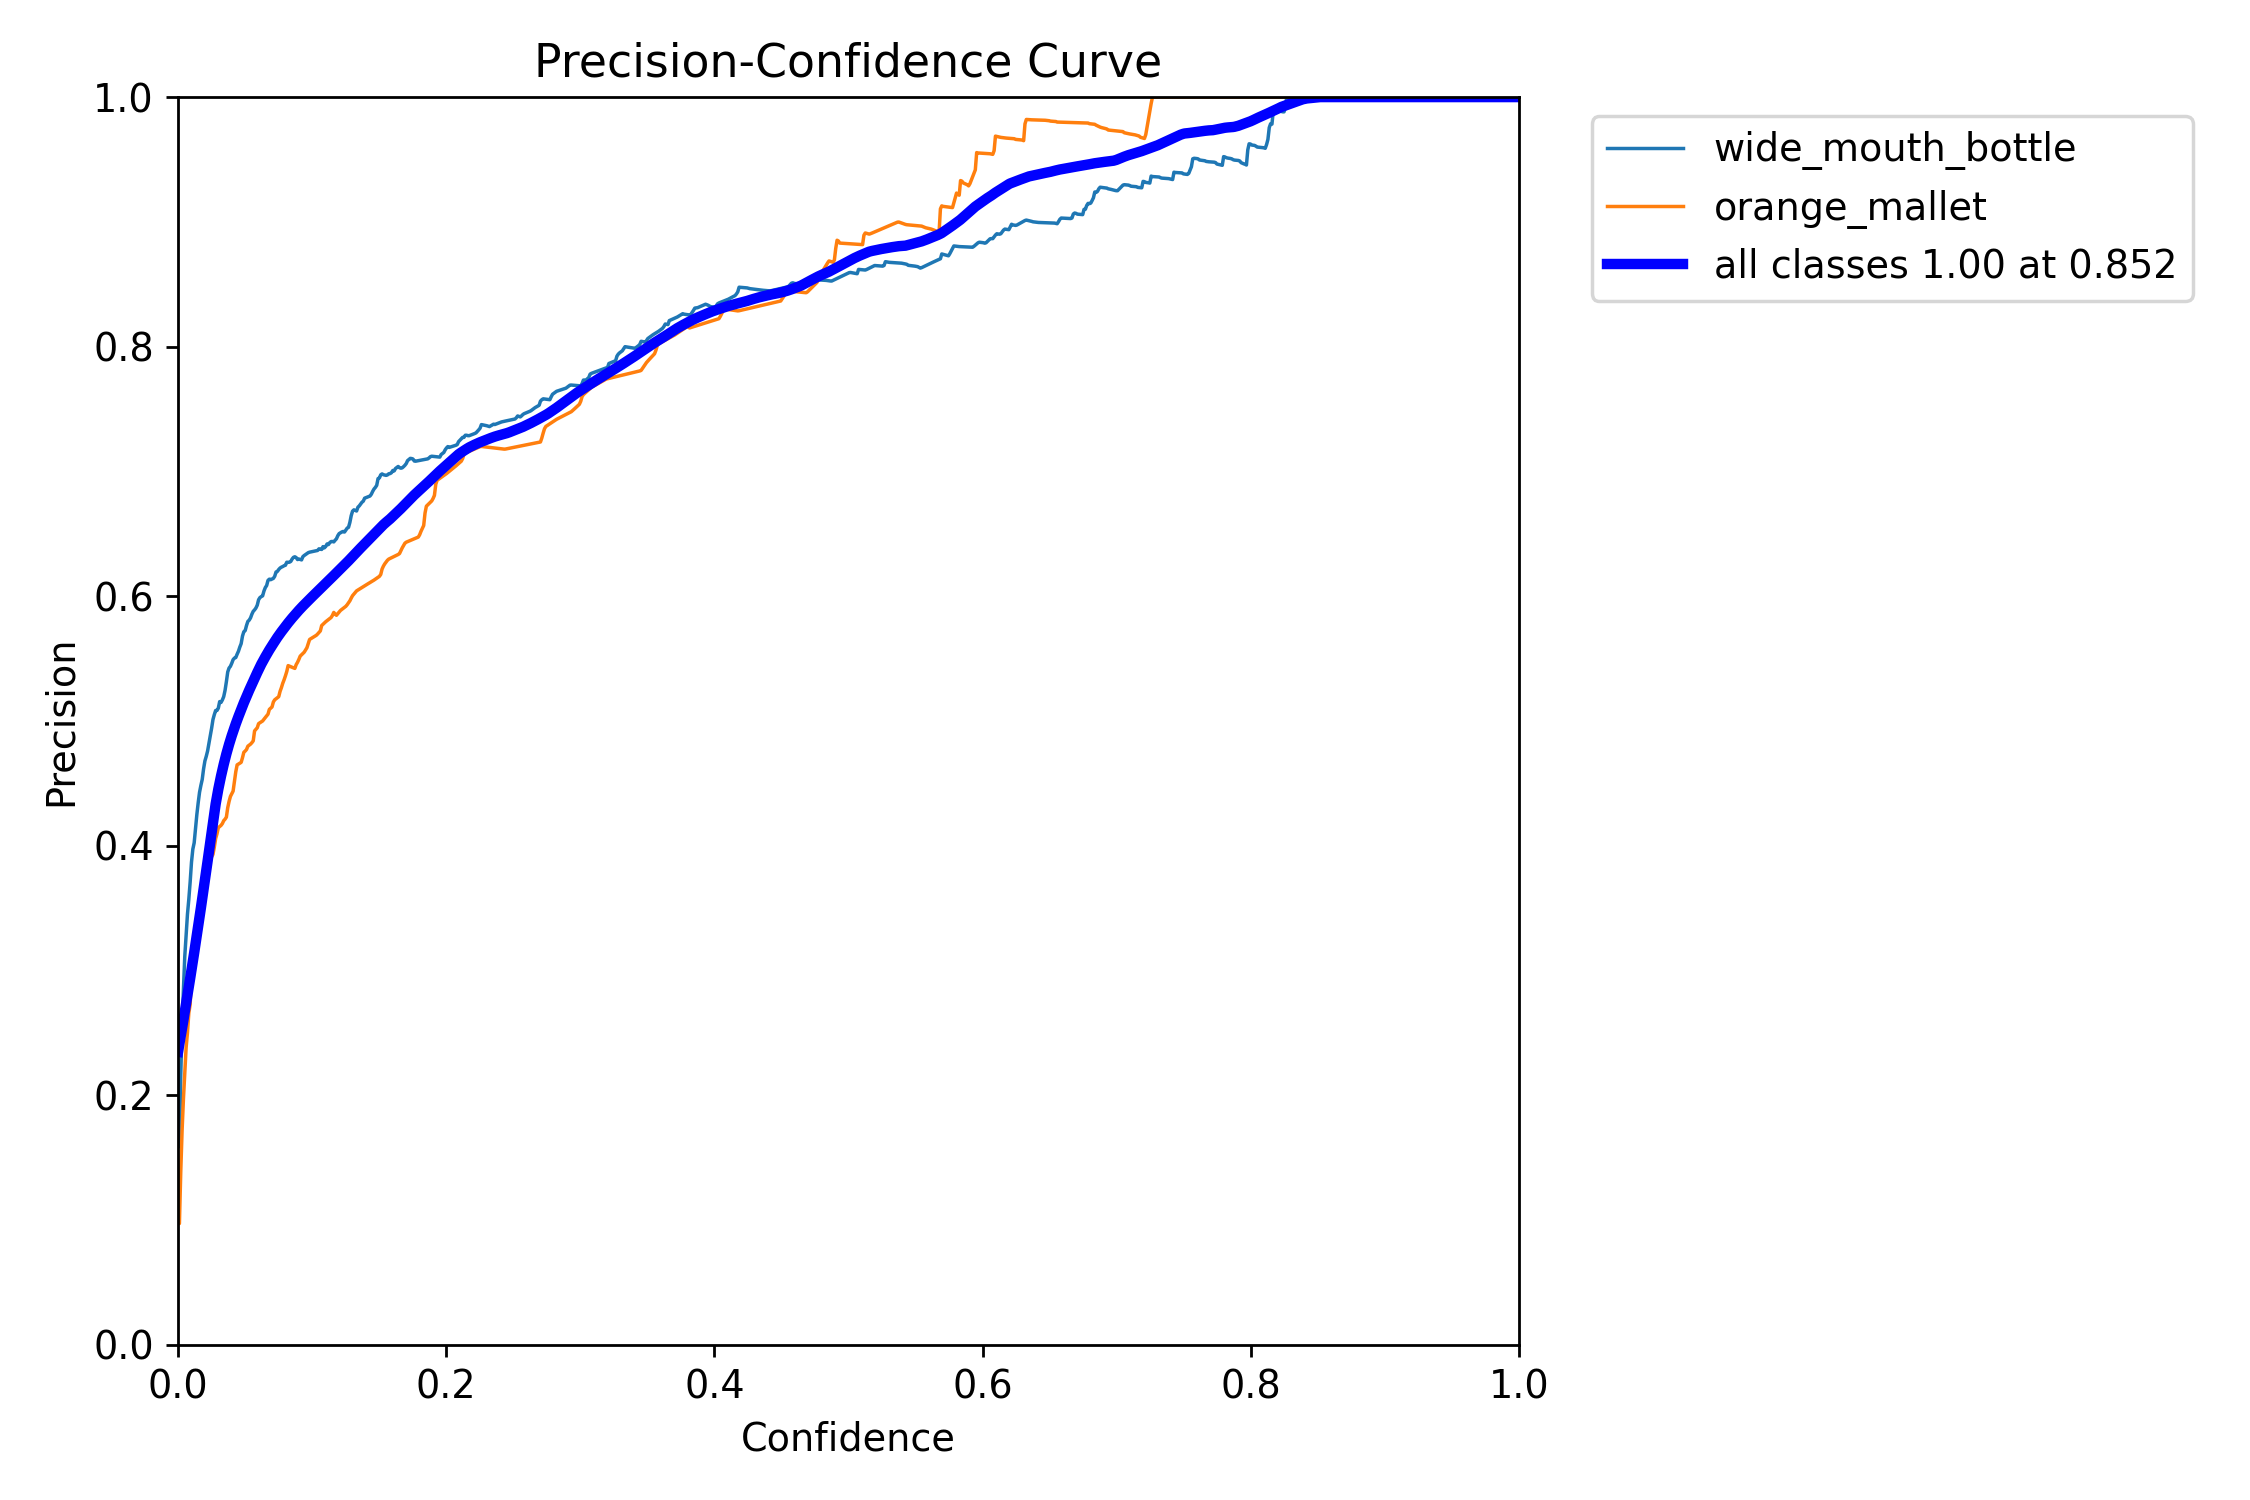 Precision-Confidence Curve
1.0
0.8
0.6
0.4
0.2
0.0
Precision
0.0 0.2 0.4 0.6 0.8 1.0
Confidence
wide_mouth_bottle
orange_mallet
all classes 1.00 at 0.852